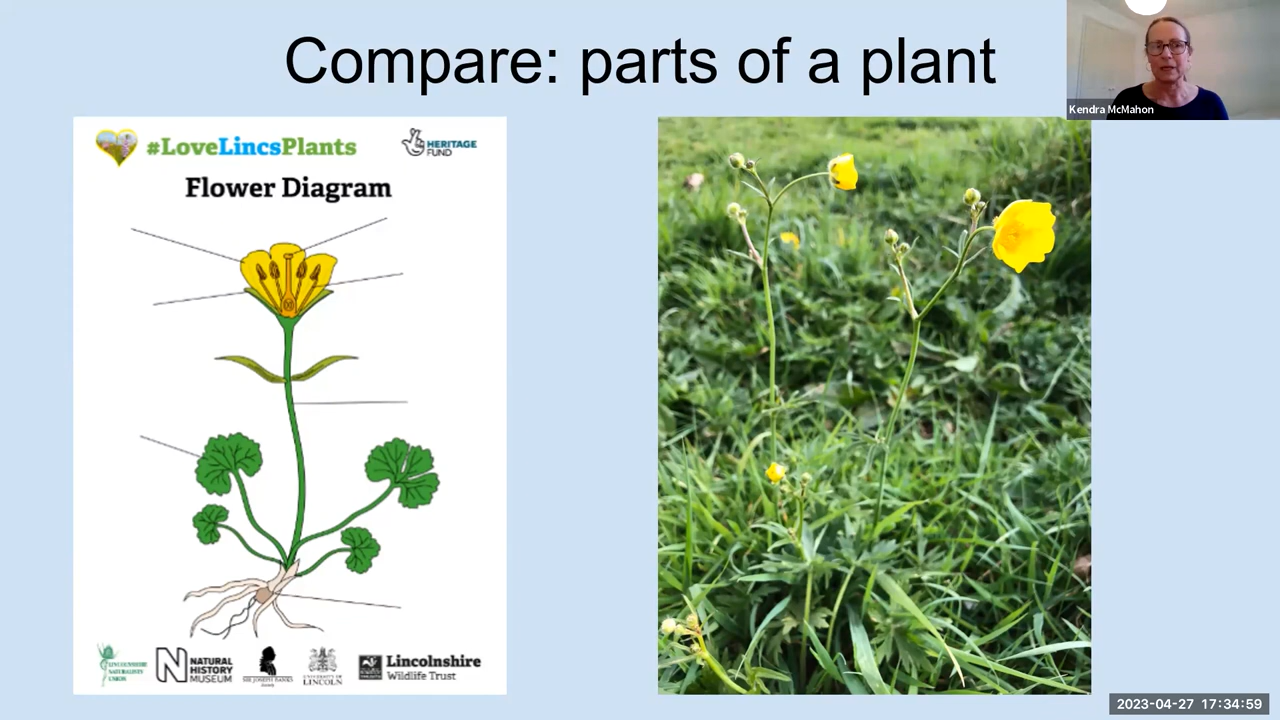 Compare: parts of a plant
Kendra McMahon
#LoveLincsPlants
HERITAGE
FUND
Flower Diagram
LINCOLNSHIRE
NATURALISTS
UNION
NATURAL
HISTORY
MUSEUM
SIR JOSEPH BANKS
Society
UNIVERSITY OF
LINCOLN
Lincolnshire
Wildlife Trust
2023-04-27 17:34:59